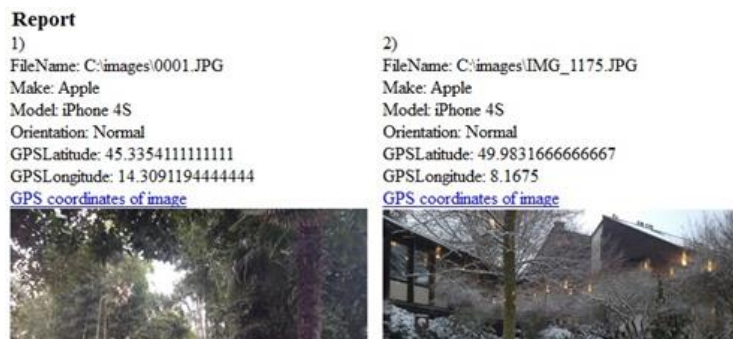 Report
1)
FileName: C:\images\0001.JPG
Make: Apple
Model: iPhone 4S
Orientation: Normal
GPSLatitude: 45.3354111111111
GPSLongitude: 14.3091194444444
GPS coordinates of image
2)
FileName: C:\images\IMG_1175.JPG
Make: Apple
Model: iPhone 4S
Orientation: Normal
GPSLatitude: 49.9831666666667
GPSLongitude: 8.1675
GPS coordinates of image